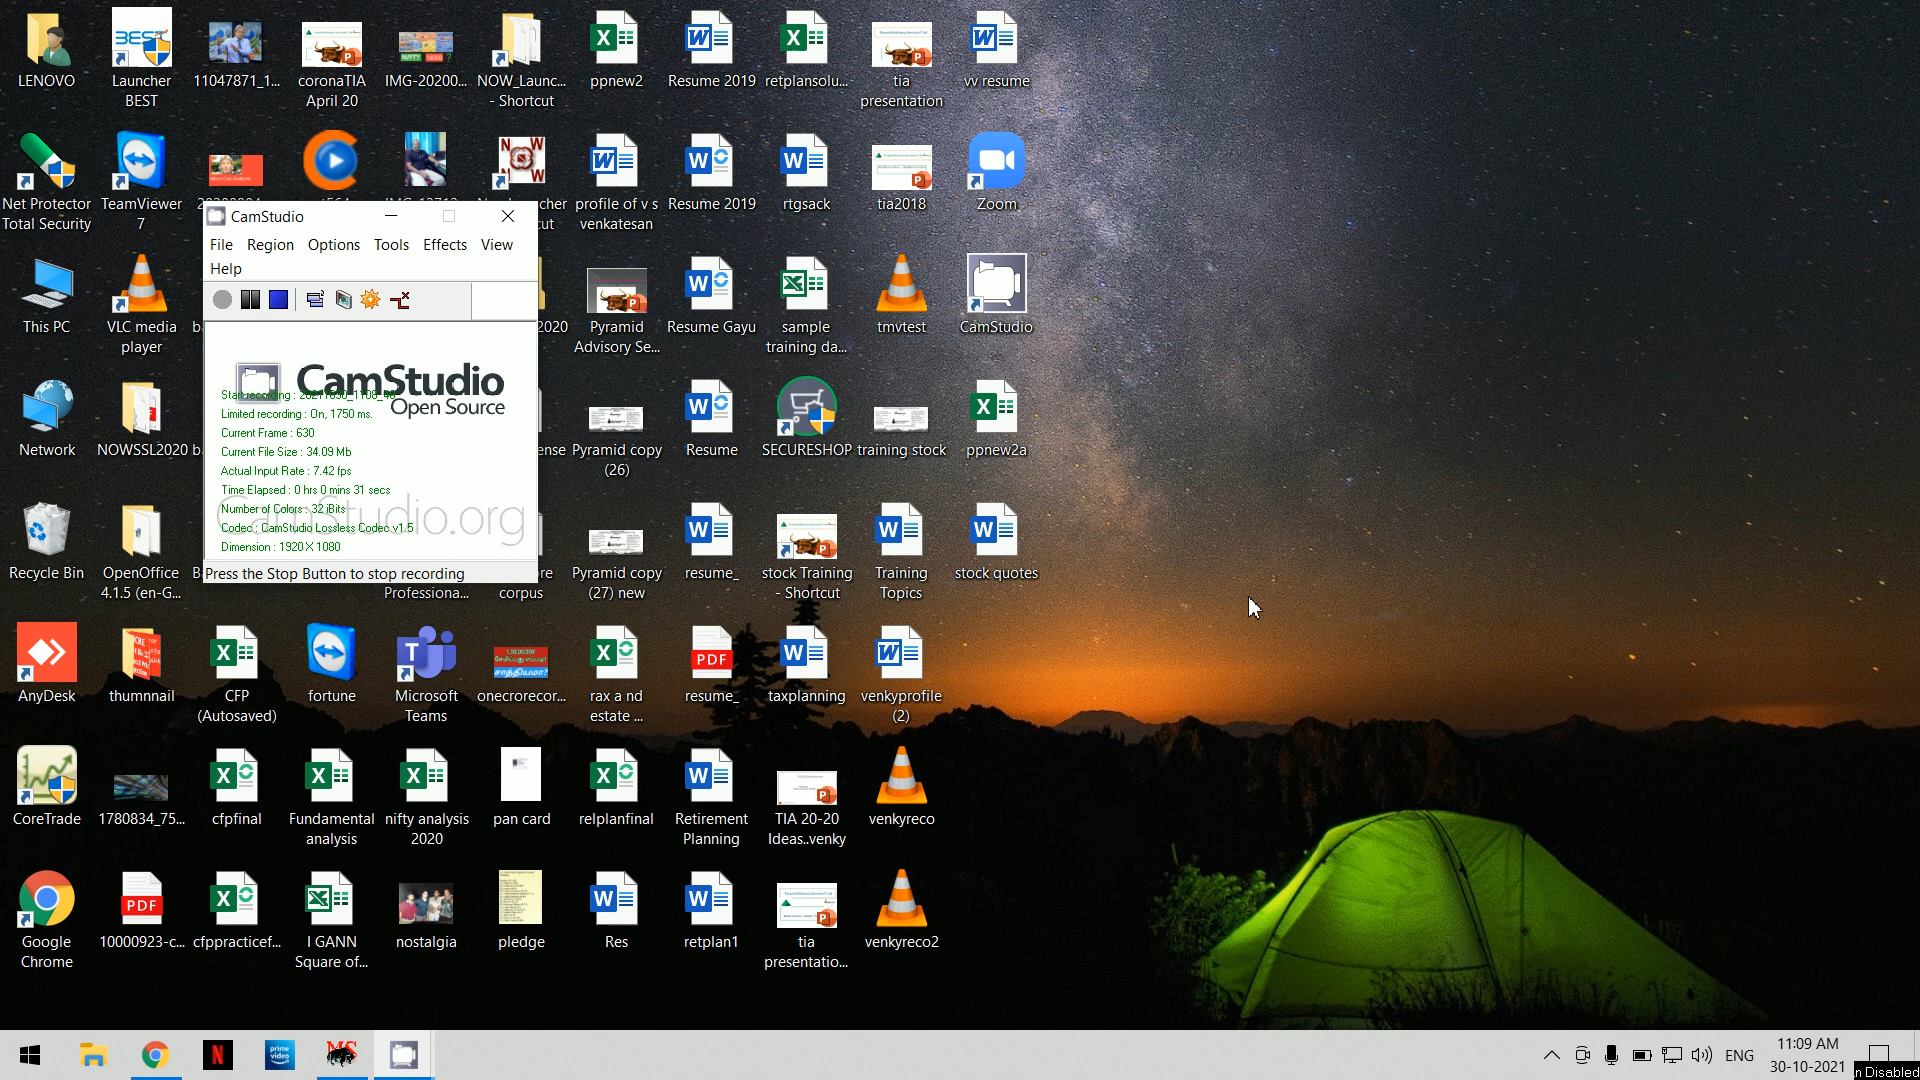 LENOVO
Launcher
BEST
11047871_1...
coronaTIA
April 20
IMG-20200...
NOW_Launc...
- Shortcut
ppnew2
Resume 2019
retplansolu...
tia
presentation
vv resume
Net Protector
Total Security
TeamViewer
7
profile of v s
venkatesan
Resume 2019
rtgsack
tia2018
Zoom
CamStudio
File Region Options Tools Effects View
Help
CamStudio
Open Source
Limited recording : On, 1750 ms.
Current Frame : 630
Current File Size : 34.09 Mb
Actual Input Rate : 7.42 fps
Time Elapsed : 0 hrs 0 mins 31 secs
Number of Colors : 32 iBits
CamStudio.org
Codec : CamStudio Lossless Codec v1.5
Dimension : 1920 X 1080
Press the Stop Button to stop recording
This PC
VLC media
player
2020
Pyramid
Advisory Se...
Resume Gayu
sample
training da...
tmvtest
CamStudio
Network
NOWSSL2020
ense
Pyramid copy
(26)
Resume
SECURESHOP
training stock
ppnew2a
Recycle Bin
OpenOffice
4.1.5 (en-G...
Professiona...
corpus
Pyramid copy
(27) new
resume_
stock Training
- Shortcut
Training
Topics
stock quotes
AnyDesk
thumnnail
CFP
(Autosaved)
fortune
Microsoft
Teams
onecrorecor...
rax a nd
estate ...
PDF
resume_
taxplanning
venkyprofile
(2)
CoreTrade
1780834_75...
cfpfinal
Fundamental
analysis
nifty analysis
2020
pan card
relplanfinal
Retirement
Planning
TIA 20-20
Ideas..venky
venkyreco
Google
Chrome
PDF
10000923-c...
cfppracticef...
I GANN
Square of...
nostalgia
pledge
Res
retplan1
tia
presentatio...
venkyreco2
prime
video
MS
ENG
11:09 AM
30-10-2021
n Disabled